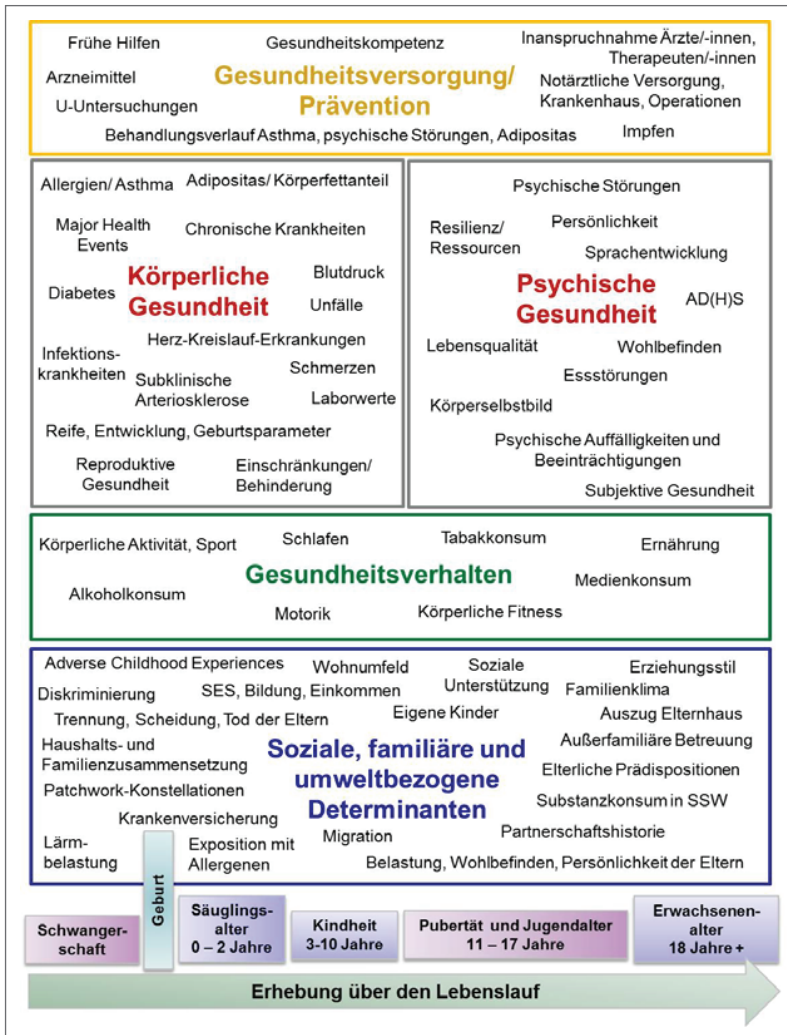 Frühe Hilfen
Gesundheitskompetenz
Inanspruchnahme Ärzte/-innen,
Therapeuten/-innen
Arzneimittel
Gesundheitsversorgung/
Prävention
Notärztliche Versorgung,
Krankenhaus, Operationen
U-Untersuchungen
Behandlungsverlauf Asthma, psychische Störungen, Adipositas
Impfen
Allergien/ Asthma
Adipositas/ Körperfettanteil
Major Health
Events
Chronische Krankheiten
Körperliche
Gesundheit
Blutdruck
Diabetes
Unfälle
Herz-Kreislauf-Erkrankungen
Infektions-
krankheiten
Schmerzen
Subklinische
Arteriosklerose
Laborwerte
Reife, Entwicklung, Geburtsparameter
Reproduktive
Gesundheit
Einschränkungen/
Behinderung
Psychische Störungen
Resilienz/
Ressourcen
Persönlichkeit
Sprachentwicklung
Psychische
Gesundheit
AD(H)S
Lebensqualität
Wohlbefinden
Essstörungen
Körperselbstbild
Psychische Auffälligkeiten und
Beeinträchtigungen
Subjektive Gesundheit
Körperliche Aktivität, Sport
Schlafen
Tabakkonsum
Ernährung
Gesundheitsverhalten
Medienkonsum
Alkoholkonsum
Motorik
Körperliche Fitness
Adverse Childhood Experiences
Wohnumfeld
Soziale
Unterstützung
Erziehungsstil
Diskriminierung
SES, Bildung, Einkommen
Familienklima
Trennung, Scheidung, Tod der Eltern
Eigene Kinder
Auszug Elternhaus
Haushalts- und
Familienzusammensetzung
Soziale, familiäre und
umweltbezogene
Determinanten
Außerfamiliäre Betreuung
Elterliche Prädispositionen
Patchwork-Konstellationen
Substanzkonsum in SSW
Krankenversicherung
Migration
Partnerschaftshistorie
Lärm-
belastung
Exposition mit
Allergenen
Belastung, Wohlbefinden, Persönlichkeit der Eltern
Schwanger-
schaft
Geburt
Säuglings-
alter
0 – 2 Jahre
Kindheit
3-10 Jahre
Pubertät und Jugendalter
11 – 17 Jahre
Erwachsenen-
alter
18 Jahre +
Erhebung über den Lebenslauf